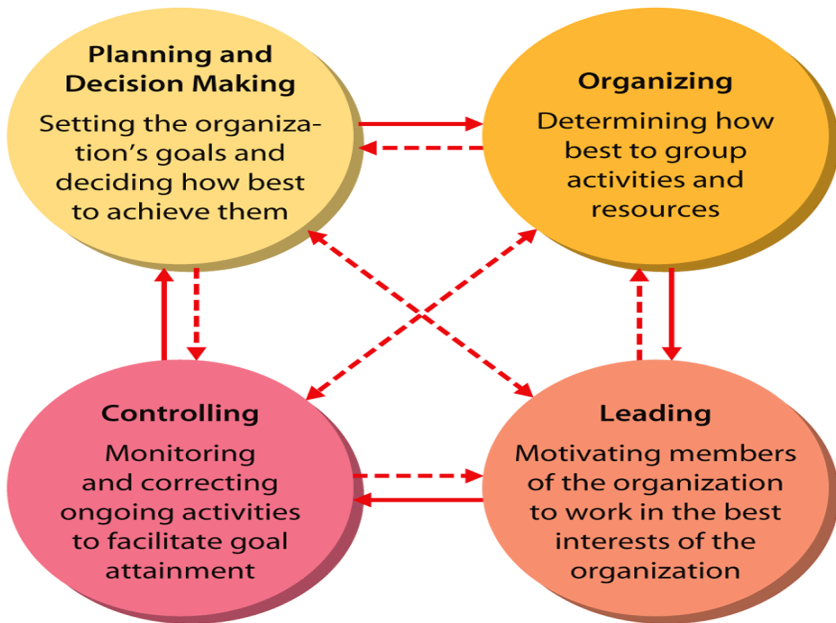 Planning and
Decision Making
Setting the organiza-
tion's goals and
deciding how best
to achieve them
Organizing
Determining how
best to group
activities and
resources
Controlling
Monitoring
and correcting
ongoing activities
to facilitate goal
attainment
Leading
Motivating members
of the organization
to work in the best
interests of the
organization